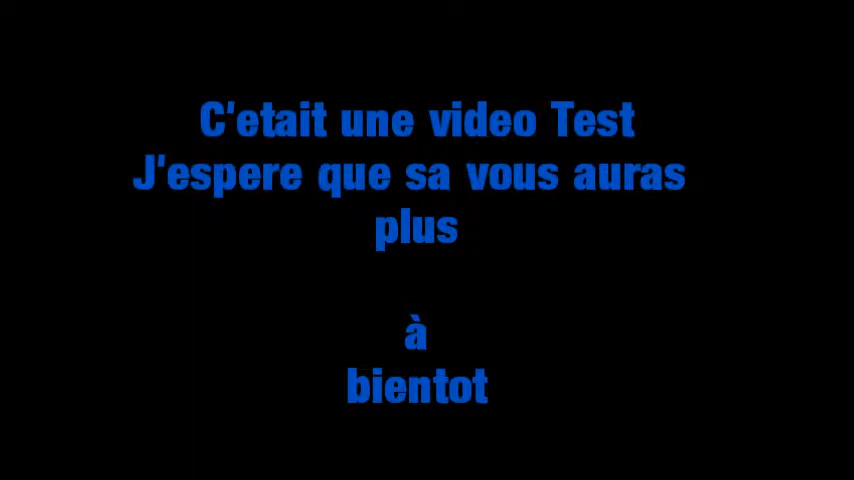 C'etait une video Test
J'espere que sa vous auras
plus
à
bientot